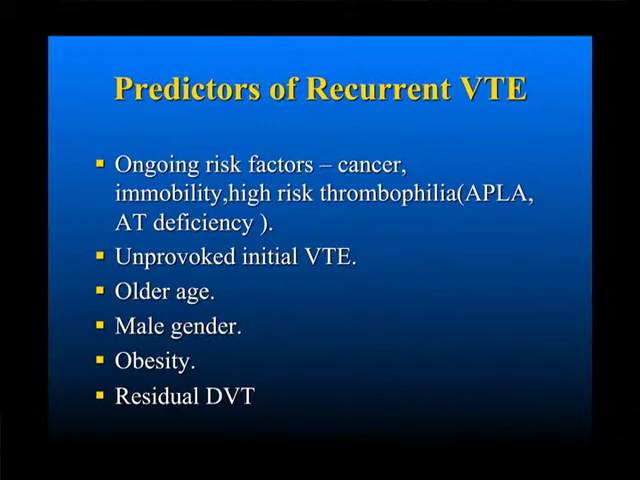 Predictors of Recurrent VTE
Ongoing risk factors – cancer,
immobility,high risk thrombophilia(APLA,
AT deficiency ).
Unprovoked initial VTE.
Older age.
Male gender.
Obesity.
Residual DVT